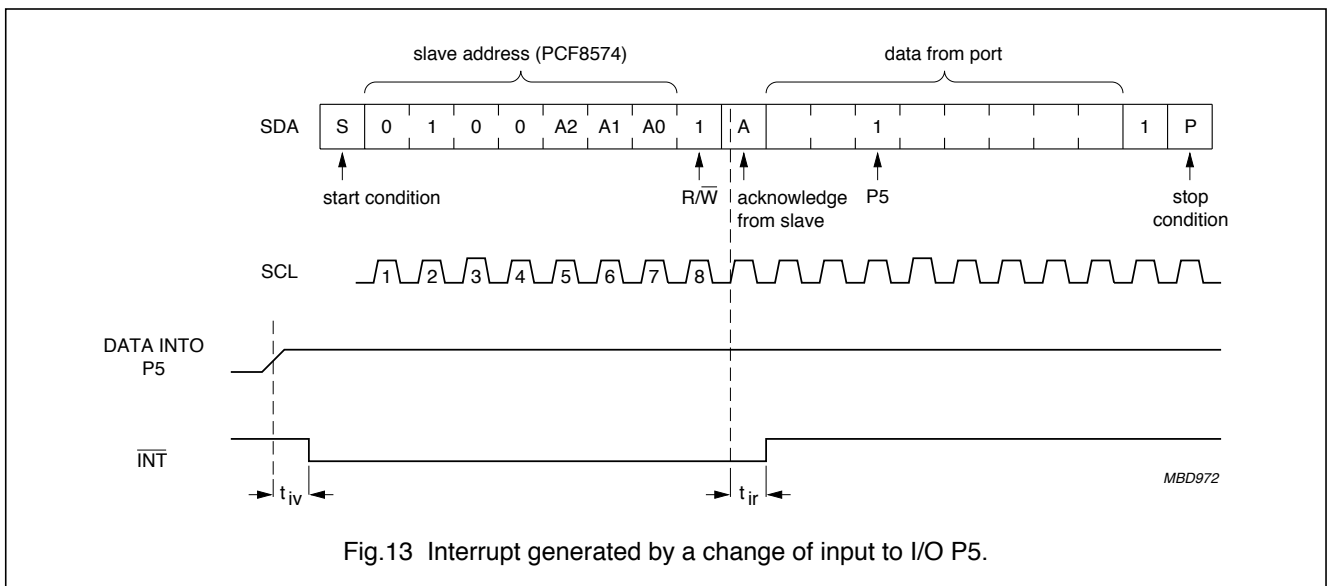 slave address (PCF8574) data from port
SDA S 0 1 0 0 A2 A1 A0 1 A 1 1 P
start condition R/W̅ acknowledge from slave P5 stop condition
SCL 1 2 3 4 5 6 7 8
DATA INTO P5
I̅N̅T̅
t iv t ir
MBD972
Fig.13 Interrupt generated by a change of input to I/O P5.